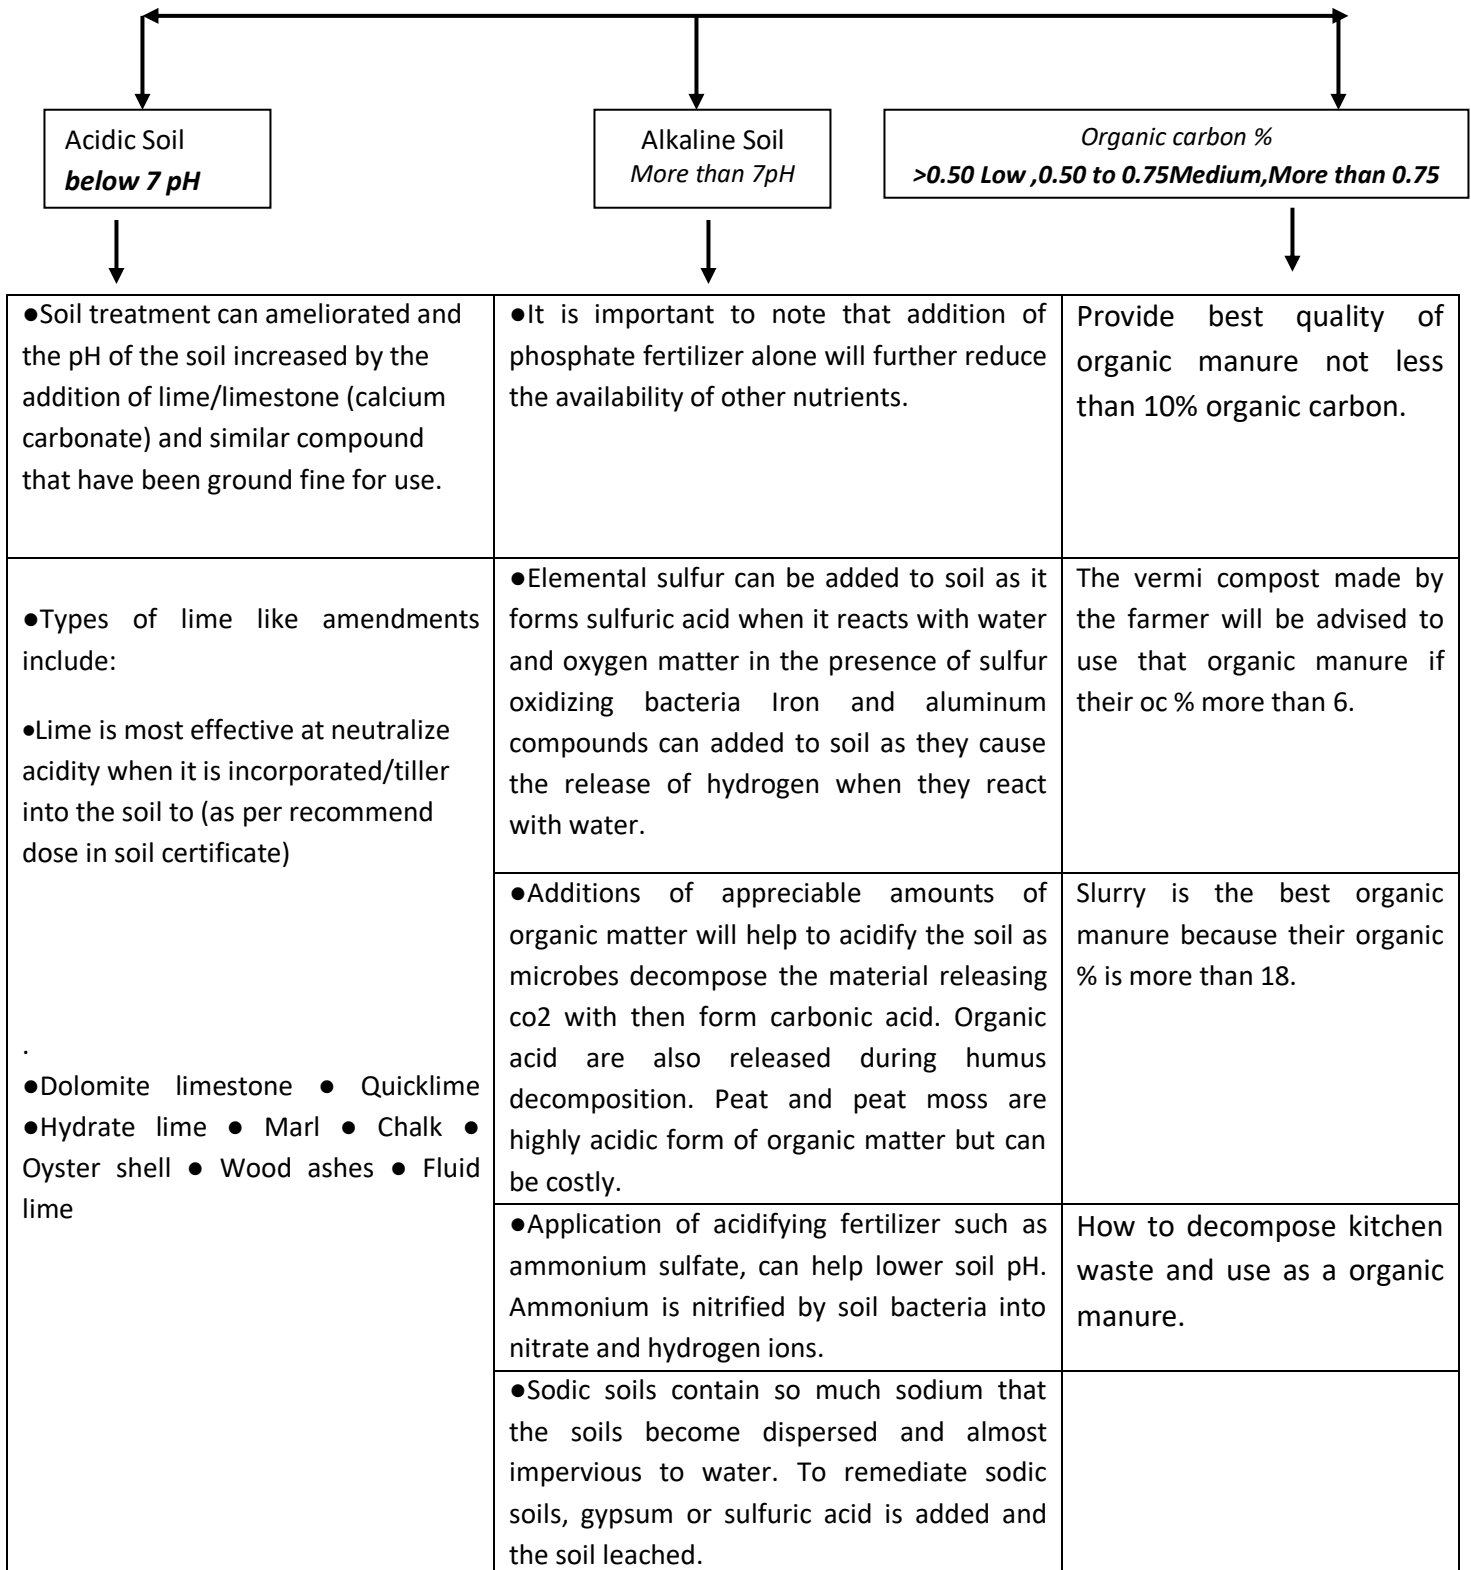 Acidic Soil
below 7 pH
Alkaline Soil
More than 7pH
Organic carbon %
>0.50 Low ,0.50 to 0.75Medium,More than 0.75
●Soil treatment can ameliorated and
the pH of the soil increased by the
addition of lime/limestone (calcium
carbonate) and similar compound
that have been ground fine for use.
●It is important to note that addition of
phosphate fertilizer alone will further reduce
the availability of other nutrients.
Provide best quality of
organic manure not less
than 10% organic carbon.
●Types of lime like amendments
include:
●Lime is most effective at neutralize
acidity when it is incorporated/tiller
into the soil to (as per recommend
dose in soil certificate)
.
●Dolomite limestone ● Quicklime
●Hydrate lime ● Marl ● Chalk ●
Oyster shell ● Wood ashes ● Fluid
lime
●Elemental sulfur can be added to soil as it
forms sulfuric acid when it reacts with water
and oxygen matter in the presence of sulfur
oxidizing bacteria Iron and aluminum
compounds can added to soil as they cause
the release of hydrogen when they react
with water.
The vermi compost made by
the farmer will be advised to
use that organic manure if
their oc % more than 6.
●Additions of appreciable amounts of
organic matter will help to acidify the soil as
microbes decompose the material releasing
co2 with then form carbonic acid. Organic
acid are also released during humus
decomposition. Peat and peat moss are
highly acidic form of organic matter but can
be costly.
Slurry is the best organic
manure because their organic
% is more than 18.
●Application of acidifying fertilizer such as
ammonium sulfate, can help lower soil pH.
Ammonium is nitrified by soil bacteria into
nitrate and hydrogen ions.
How to decompose kitchen
waste and use as a organic
manure.
●Sodic soils contain so much sodium that
the soils become dispersed and almost
impervious to water. To remediate sodic
soils, gypsum or sulfuric acid is added and
the soil leached.